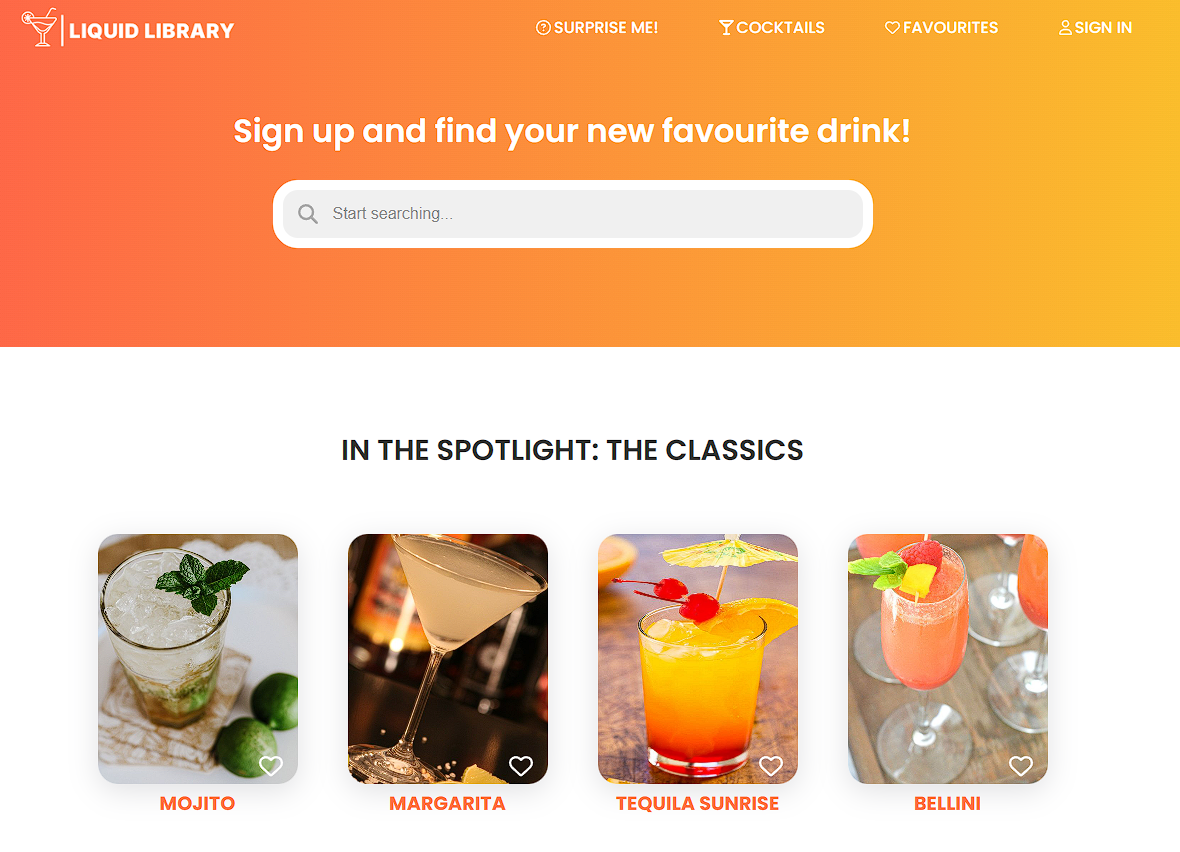 LIQUID LIBRARY
SURPRISE ME!
COCKTAILS
FAVOURITES
SIGN IN
Sign up and find your new favourite drink!
Start searching...
IN THE SPOTLIGHT: THE CLASSICS
MOJITO
MARGARITA
TEQUILA SUNRISE
BELLINI